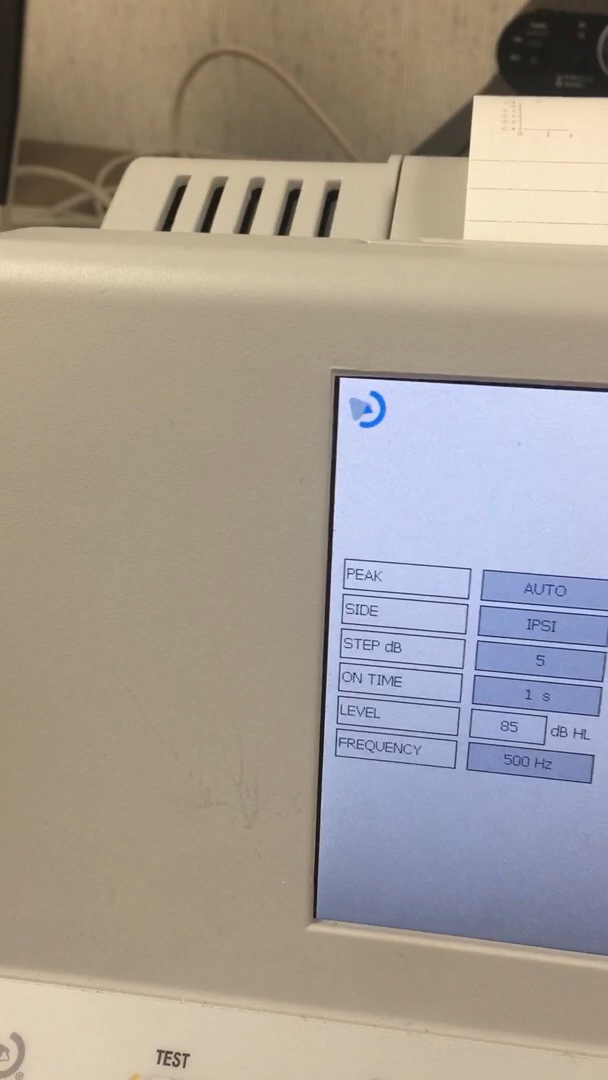 PEAK AUTO
SIDE IPSI
STEP dB 5
ON TIME 1 s
LEVEL 85 dB HL
FREQUENCY 500 Hz
TEST